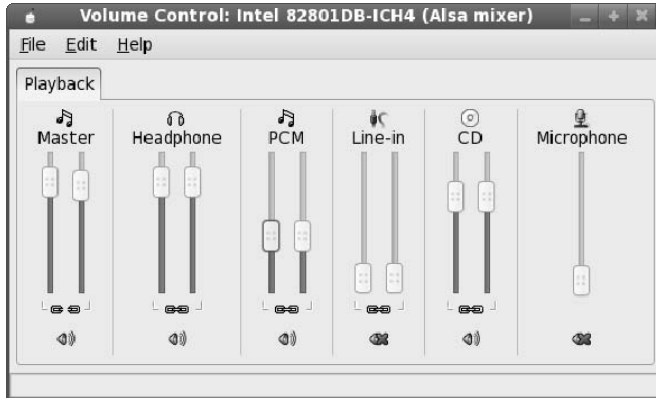 Volume Control: Intel 82801DB-ICH4 (Alsa mixer)
File Edit Help
Playback
Master Headphone PCM Line-in CD Microphone